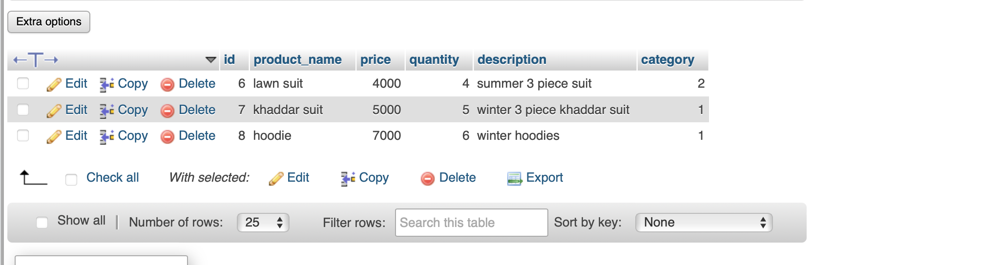 Extra options
←T→ id product_name price quantity description category
Edit Copy Delete 6 lawn suit 4000 4 summer 3 piece suit 2
Edit Copy Delete 7 khaddar suit 5000 5 winter 3 piece khaddar suit 1
Edit Copy Delete 8 hoodie 7000 6 winter hoodies 1
Check all With selected: Edit Copy Delete Export
Show all | Number of rows: 25 Filter rows: Search this table Sort by key: None